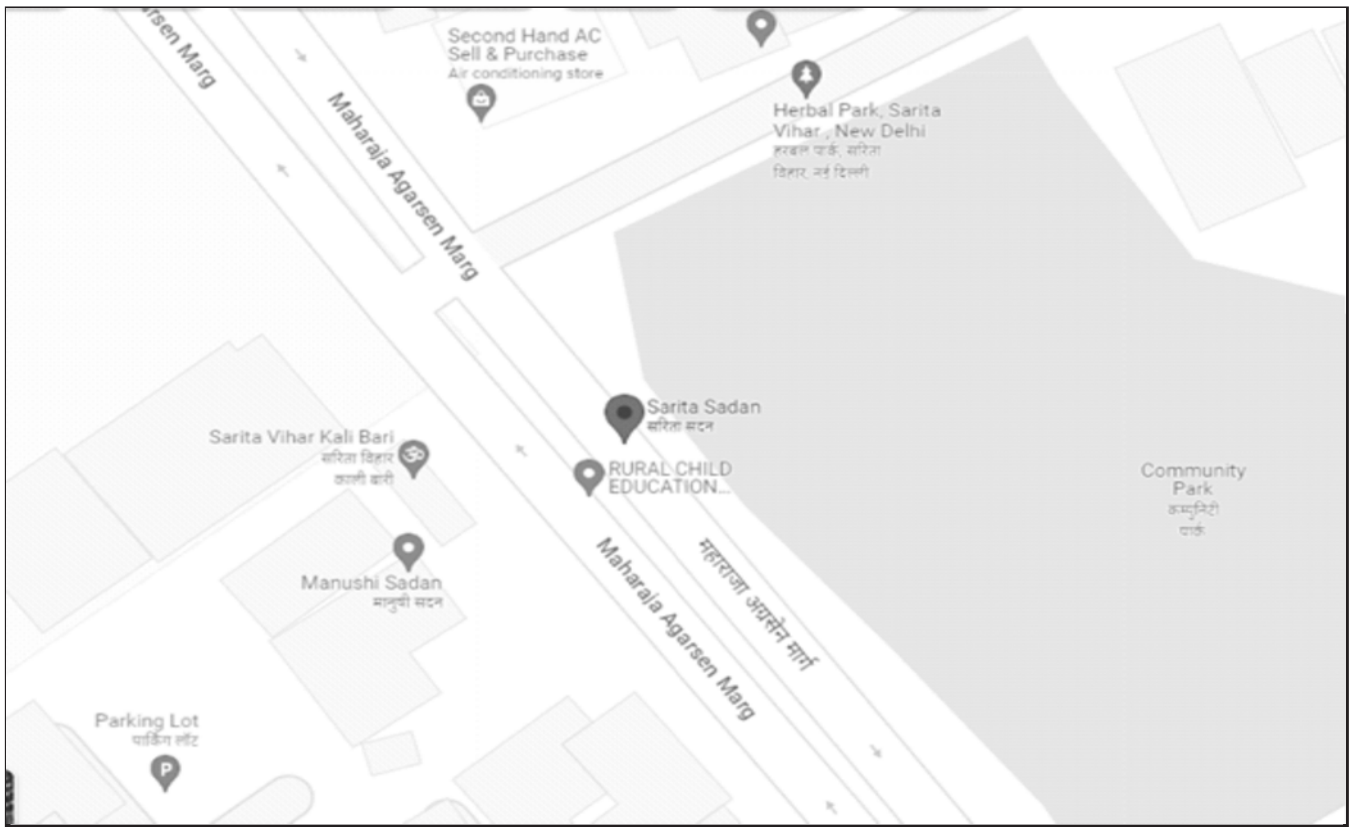 arsen Marg
Second Hand AC
Sell & Purchase
Air conditioning store
Maharaja Agarsen Marg
Herbal Park, Sarita
Vihar , New Delhi
हरबल पार्क, सरिता
विहार, नई दिल्ली
Sarita Sadan
सरिता सदन
Sarita Vihar Kali Bari
सरिता विहार
काली बारी
RURAL CHILD
EDUCATION...
Community
Park
कम्युनिटी
पार्क
Manushi Sadan
मानुषी सदन
Maharaja Agarsen Marg
महाराजा अग्रसेन मार्ग
Parking Lot
पार्किंग लॉट
P